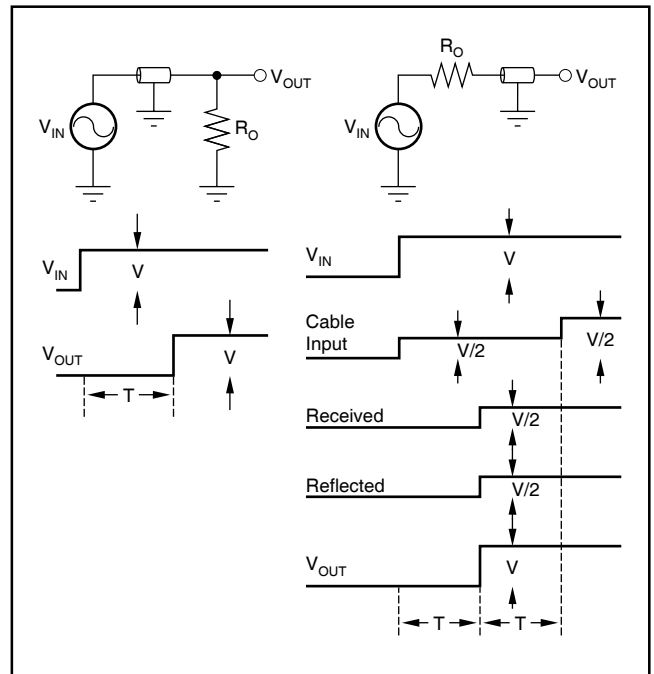 V_OUT
V_IN
R_O
V_IN
V
V_OUT
V
T
R_O
V_OUT
V_IN
V_IN
V
Cable
Input
V/2
V/2
Received
V/2
Reflected
V/2
V_OUT
V
T
T